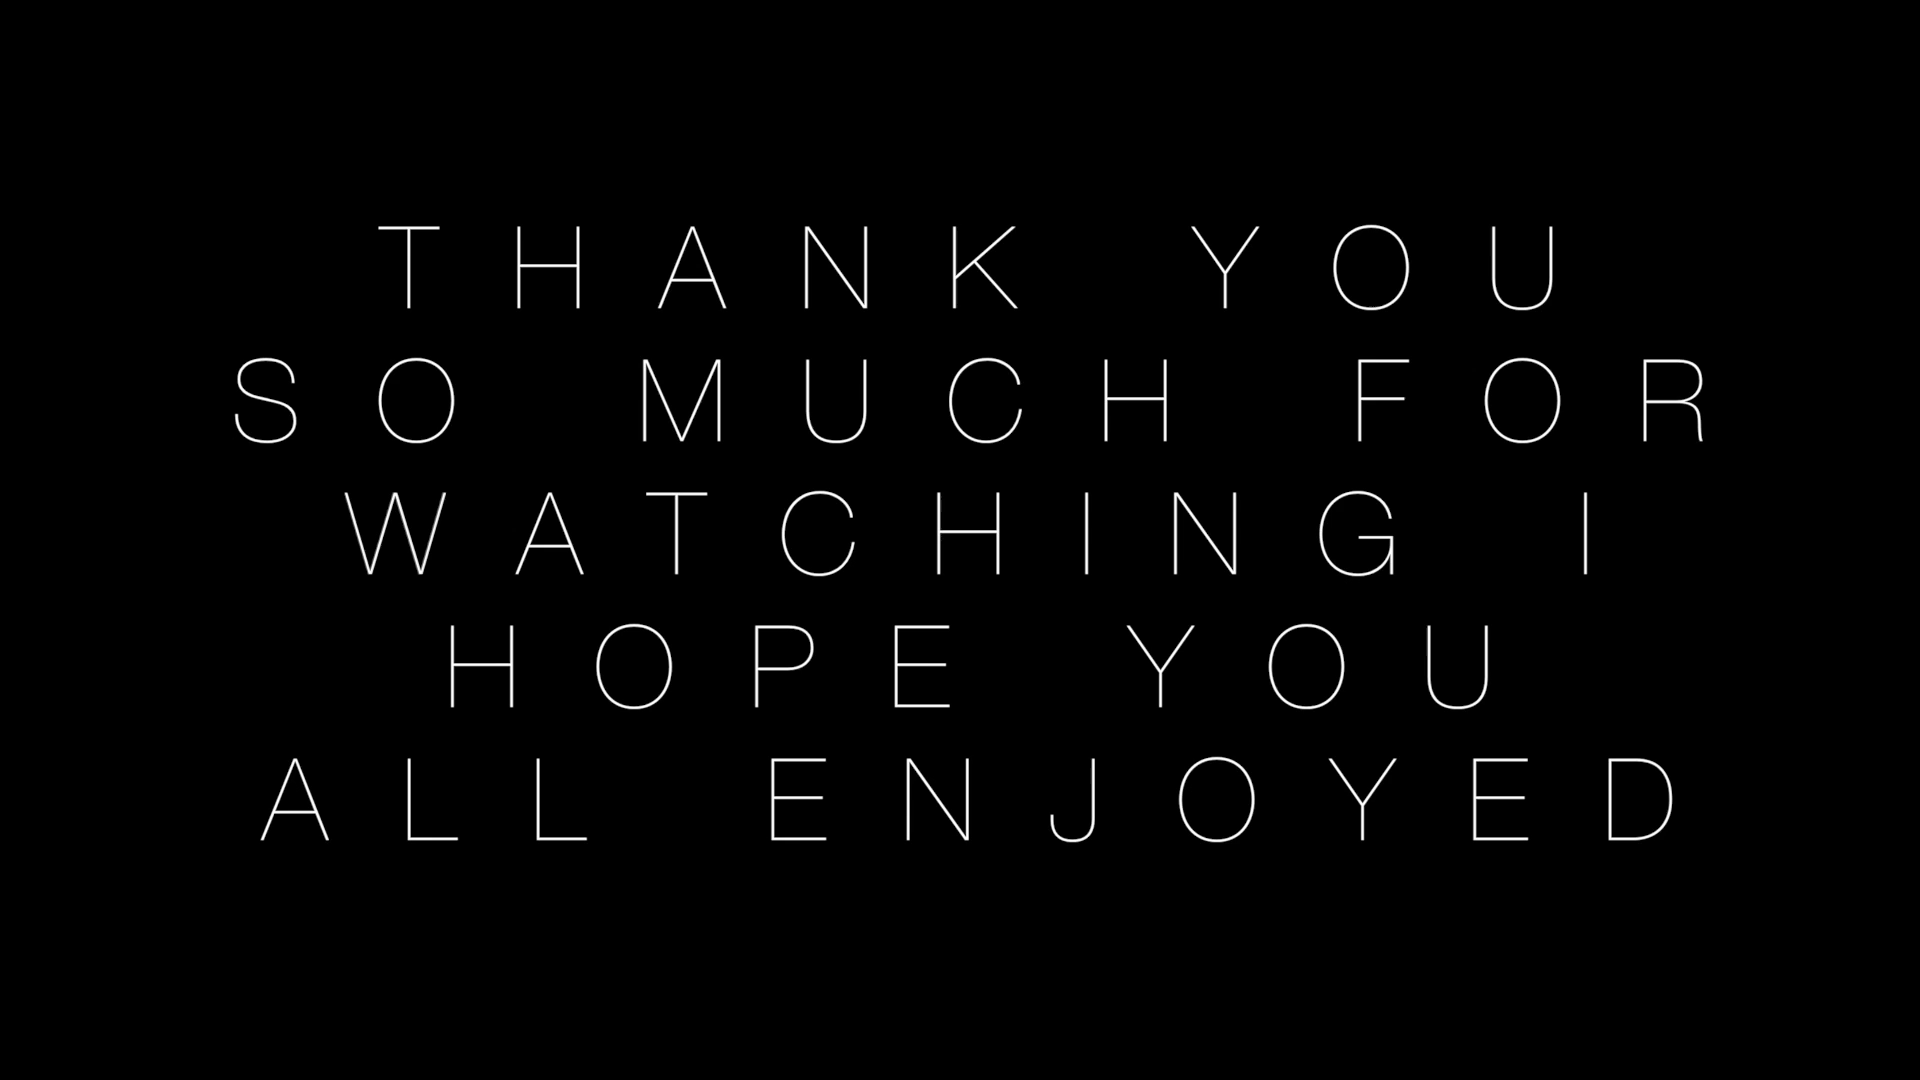 THANK YOU
SO MUCH FOR
WATCHING I
HOPE YOU
ALL ENJOYED